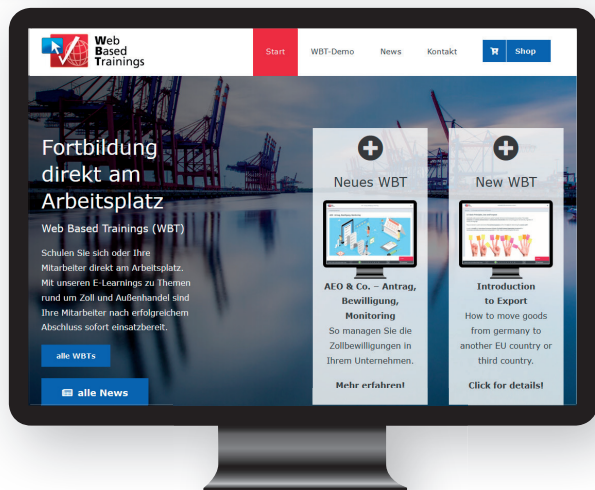 Web
Based
Trainings
Start
WBT-Demo
News
Kontakt
Shop
Fortbildung
direkt am
Arbeitsplatz
Web Based Trainings (WBT)
Schulen Sie sich oder Ihre
Mitarbeiter direkt am Arbeitsplatz.
Mit unseren E-Learnings zu Themen
rund um Zoll und Außenhandel sind
Ihre Mitarbeiter nach erfolgreichem
Abschluss sofort einsatzbereit.
alle WBTs
alle News
Neues WBT
AEO & Co. – Antrag,
Bewilligung,
Monitoring
So managen Sie die
Zollbewilligungen in
Ihrem Unternehmen.
Mehr erfahren!
New WBT
Introduction
to Export
How to move goods
from germany to
another EU country or
third country.
Click for details!